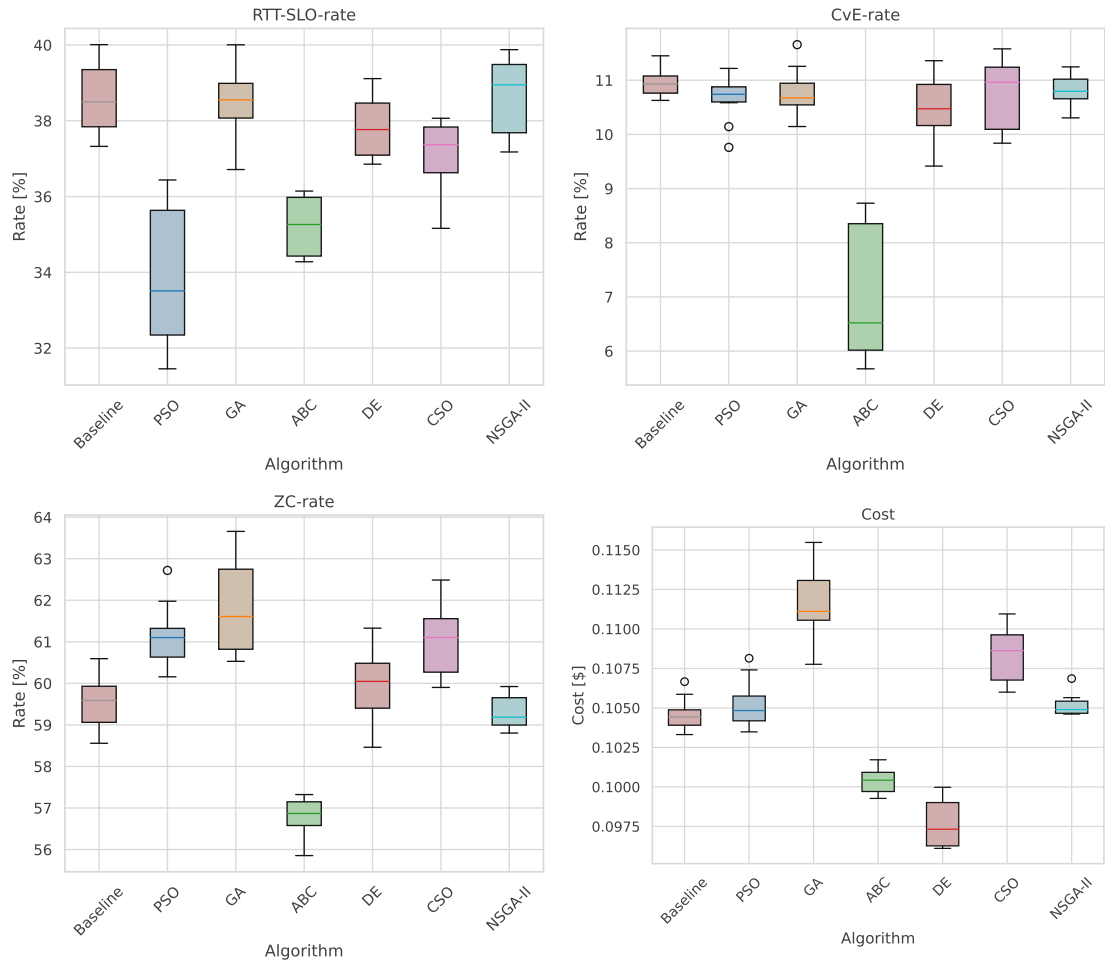 RTT-SLO-rate
Rate [%]
40
38
36
34
32
Baseline
PSO
GA
ABC
DE
CSO
NSGA-II
Algorithm
CvE-rate
Rate [%]
11
10
9
8
7
6
Baseline
PSO
GA
ABC
DE
CSO
NSGA-II
Algorithm
ZC-rate
Rate [%]
64
63
62
61
60
59
58
57
56
Baseline
PSO
GA
ABC
DE
CSO
NSGA-II
Algorithm
Cost
Cost [$]
0.1150
0.1125
0.1100
0.1075
0.1050
0.1025
0.1000
0.0975
Baseline
PSO
GA
ABC
DE
CSO
NSGA-II
Algorithm